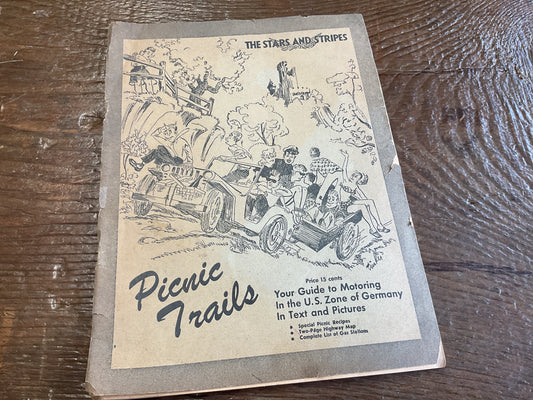 THE STARS AND STRIPES
Picnic
Trails
Price 15 cents
Your Guide to Motoring
In the U.S. Zone of Germany
In Text and Pictures
• Special Picnic Recipes
• Two-Page Highway Map
• Complete List of Gas Stations